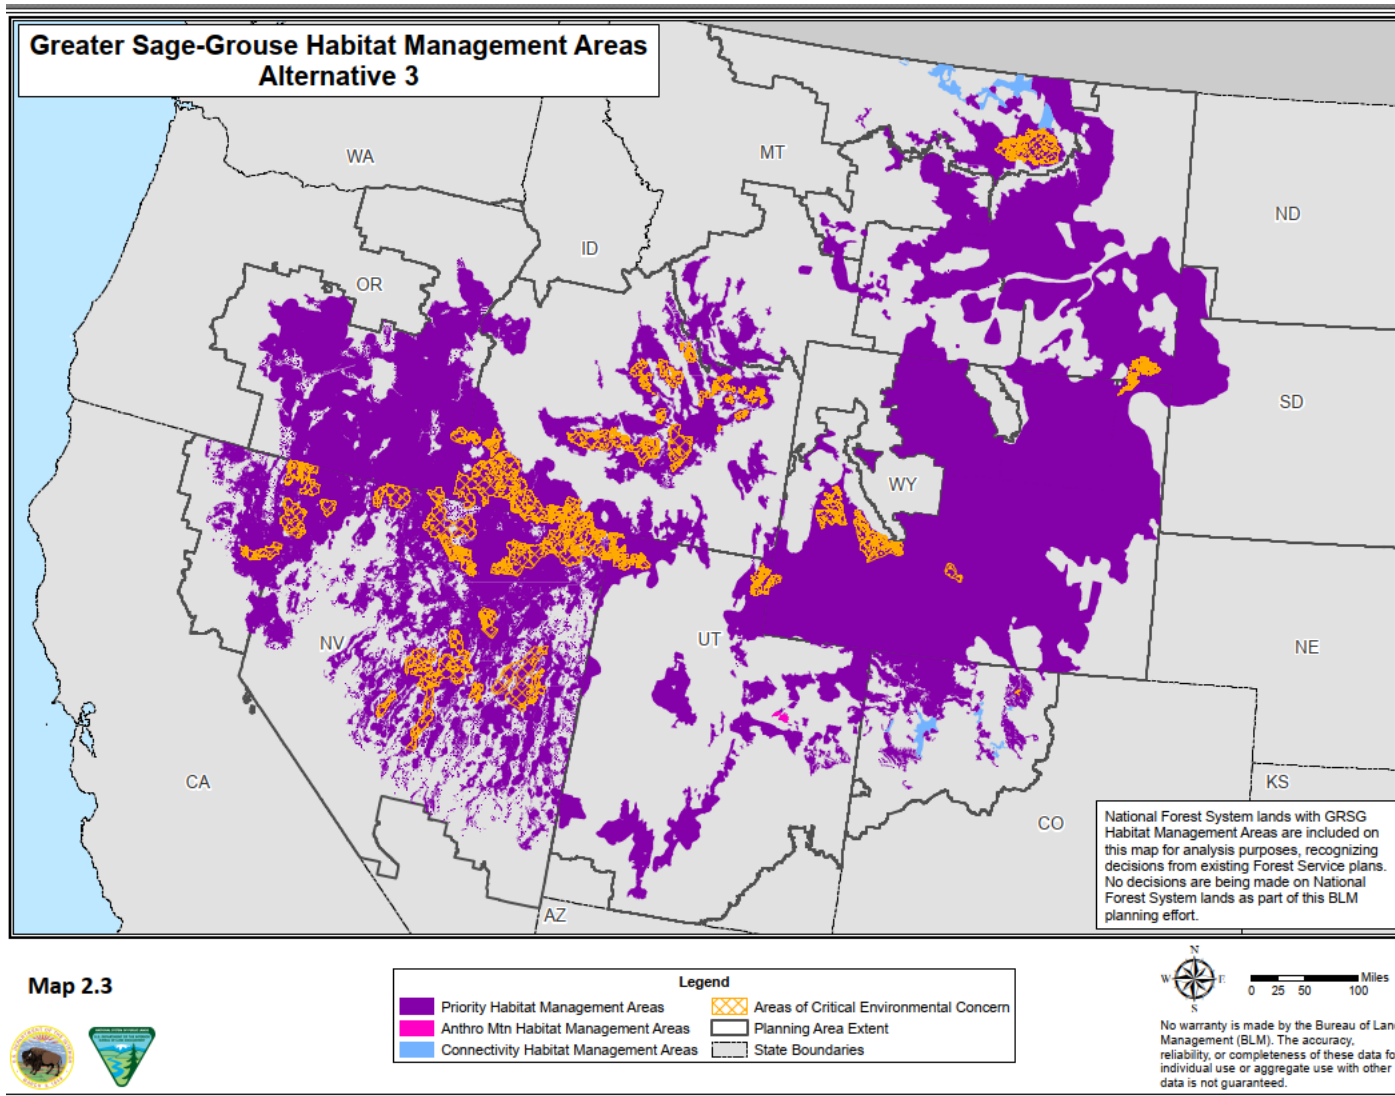 Greater Sage-Grouse Habitat Management Areas
Alternative 3
WA
MT
ND
ID
OR
SD
WY
NV
UT
NE
CA
KS
CO
AZ
National Forest System lands with GRSG
Habitat Management Areas are included on
this map for analysis purposes, recognizing
decisions from existing Forest Service plans.
No decisions are being made on National
Forest System lands as part of this BLM
planning effort.
Map 2.3
Legend
Priority Habitat Management Areas
Anthro Mtn Habitat Management Areas
Connectivity Habitat Management Areas
Areas of Critical Environmental Concern
Planning Area Extent
State Boundaries
N
W
E
S
Miles
0 25 50 100
No warranty is made by the Bureau of Lan
Management (BLM). The accuracy,
reliability, or completeness of these data fo
individual use or aggregate use with other
data is not guaranteed.